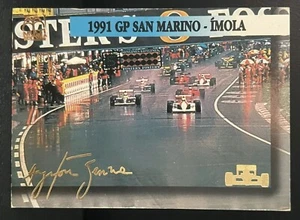 1991 GP SAN MARINO - ÍMOLA
Ayrton Senna